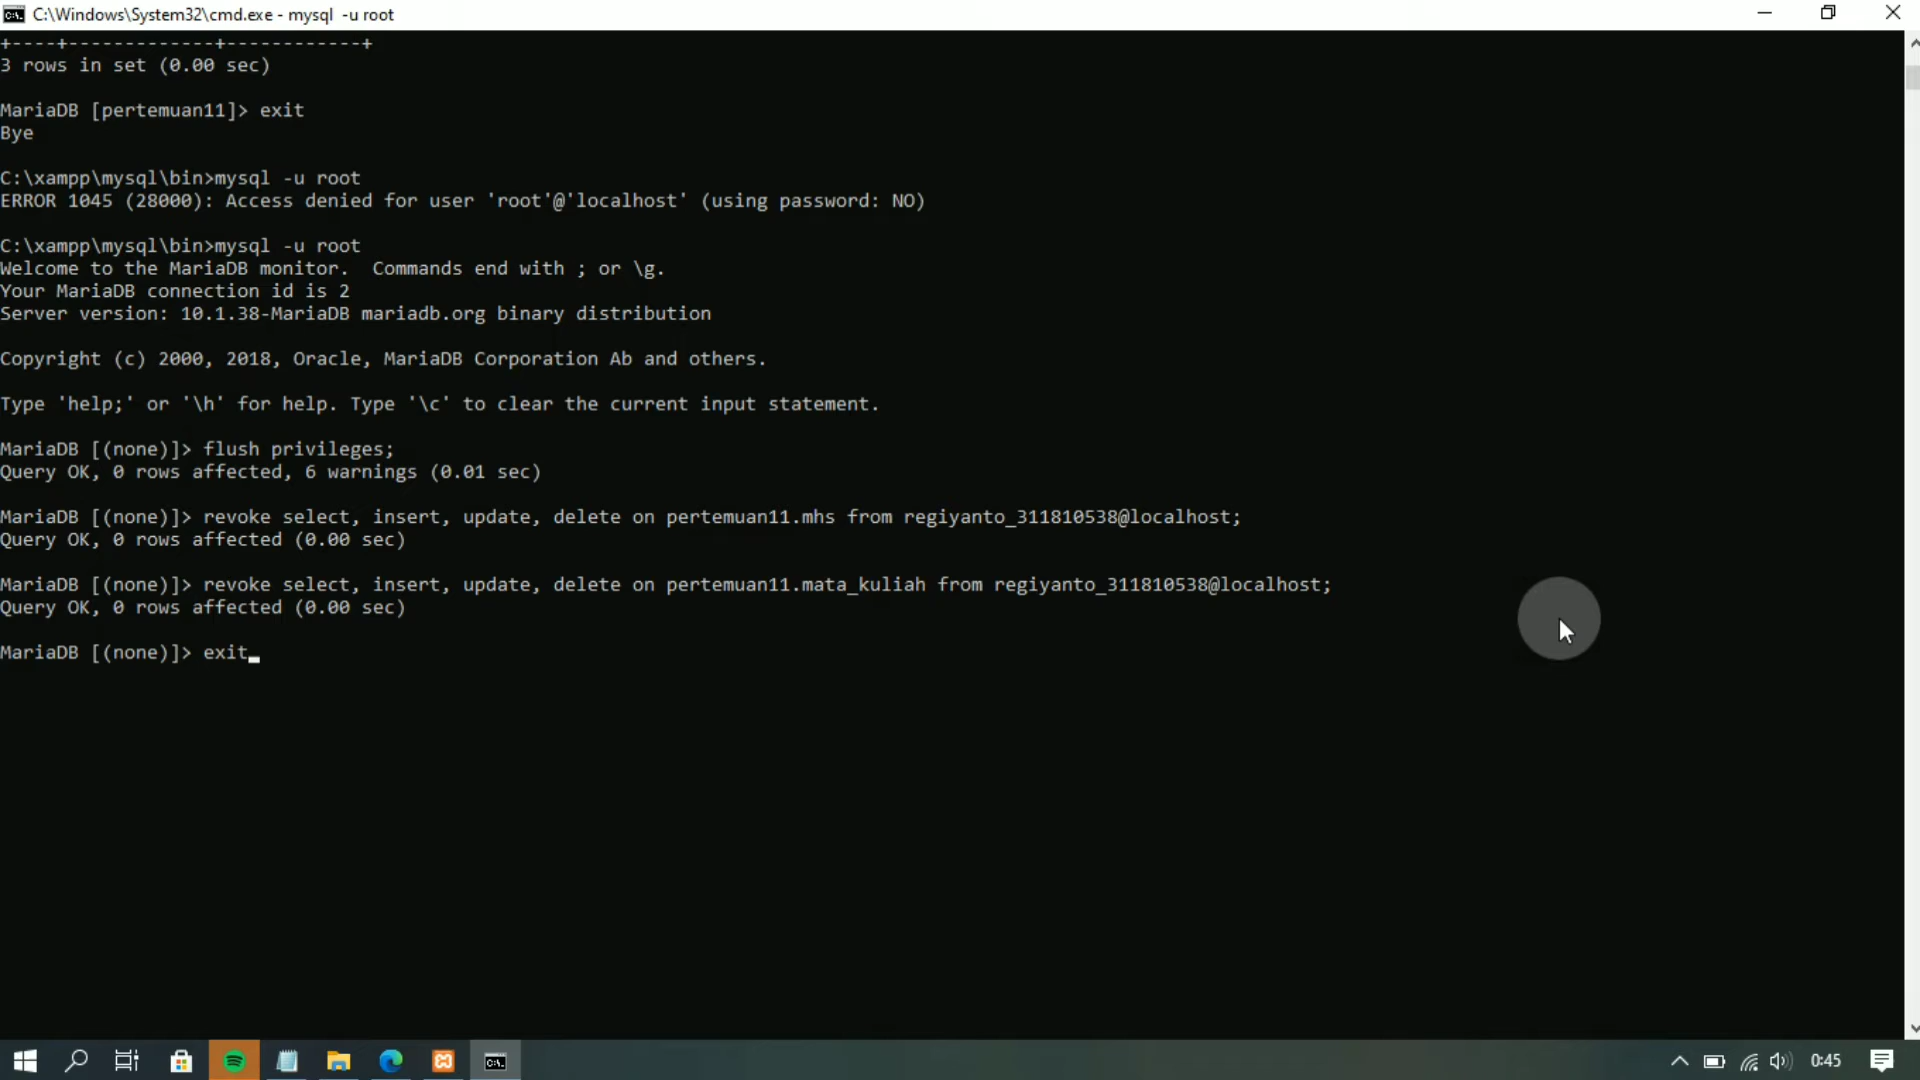 C:\Windows\System32\cmd.exe - mysql  -u root
+----+-------------+------------+
3 rows in set (0.00 sec)
MariaDB [pertemuan11]> exit
Bye
C:\xampp\mysql\bin>mysql -u root
ERROR 1045 (28000): Access denied for user 'root'@'localhost' (using password: NO)
C:\xampp\mysql\bin>mysql -u root
Welcome to the MariaDB monitor.  Commands end with ; or \g.
Your MariaDB connection id is 2
Server version: 10.1.38-MariaDB mariadb.org binary distribution
Copyright (c) 2000, 2018, Oracle, MariaDB Corporation Ab and others.
Type 'help;' or '\h' for help. Type '\c' to clear the current input statement.
MariaDB [(none)]> flush privileges;
Query OK, 0 rows affected, 6 warnings (0.01 sec)
MariaDB [(none)]> revoke select, insert, update, delete on pertemuan11.mhs from regiyanto_311810538@localhost;
Query OK, 0 rows affected (0.00 sec)
MariaDB [(none)]> revoke select, insert, update, delete on pertemuan11.mata_kuliah from regiyanto_311810538@localhost;
Query OK, 0 rows affected (0.00 sec)
MariaDB [(none)]> exit
0:45